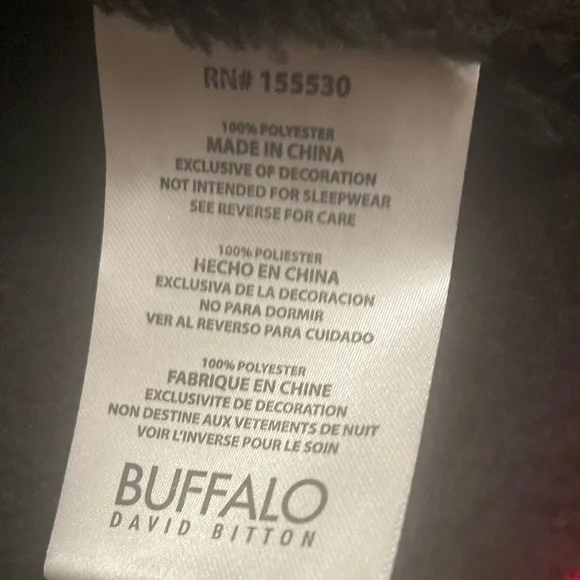 RN# 155530
100% POLYESTER
MADE IN CHINA
EXCLUSIVE OF DECORATION
NOT INTENDED FOR SLEEPWEAR
SEE REVERSE FOR CARE
100% POLIESTER
HECHO EN CHINA
EXCLUSIVA DE LA DECORACION
NO PARA DORMIR
VER AL REVERSO PARA CUIDADO
100% POLYESTER
FABRIQUE EN CHINE
EXCLUSIVITE DE DECORATION
NON DESTINE AUX VETEMENTS DE NUIT
VOIR L'INVERSE POUR LE SOIN
BUFFALO
DAVID BITTON